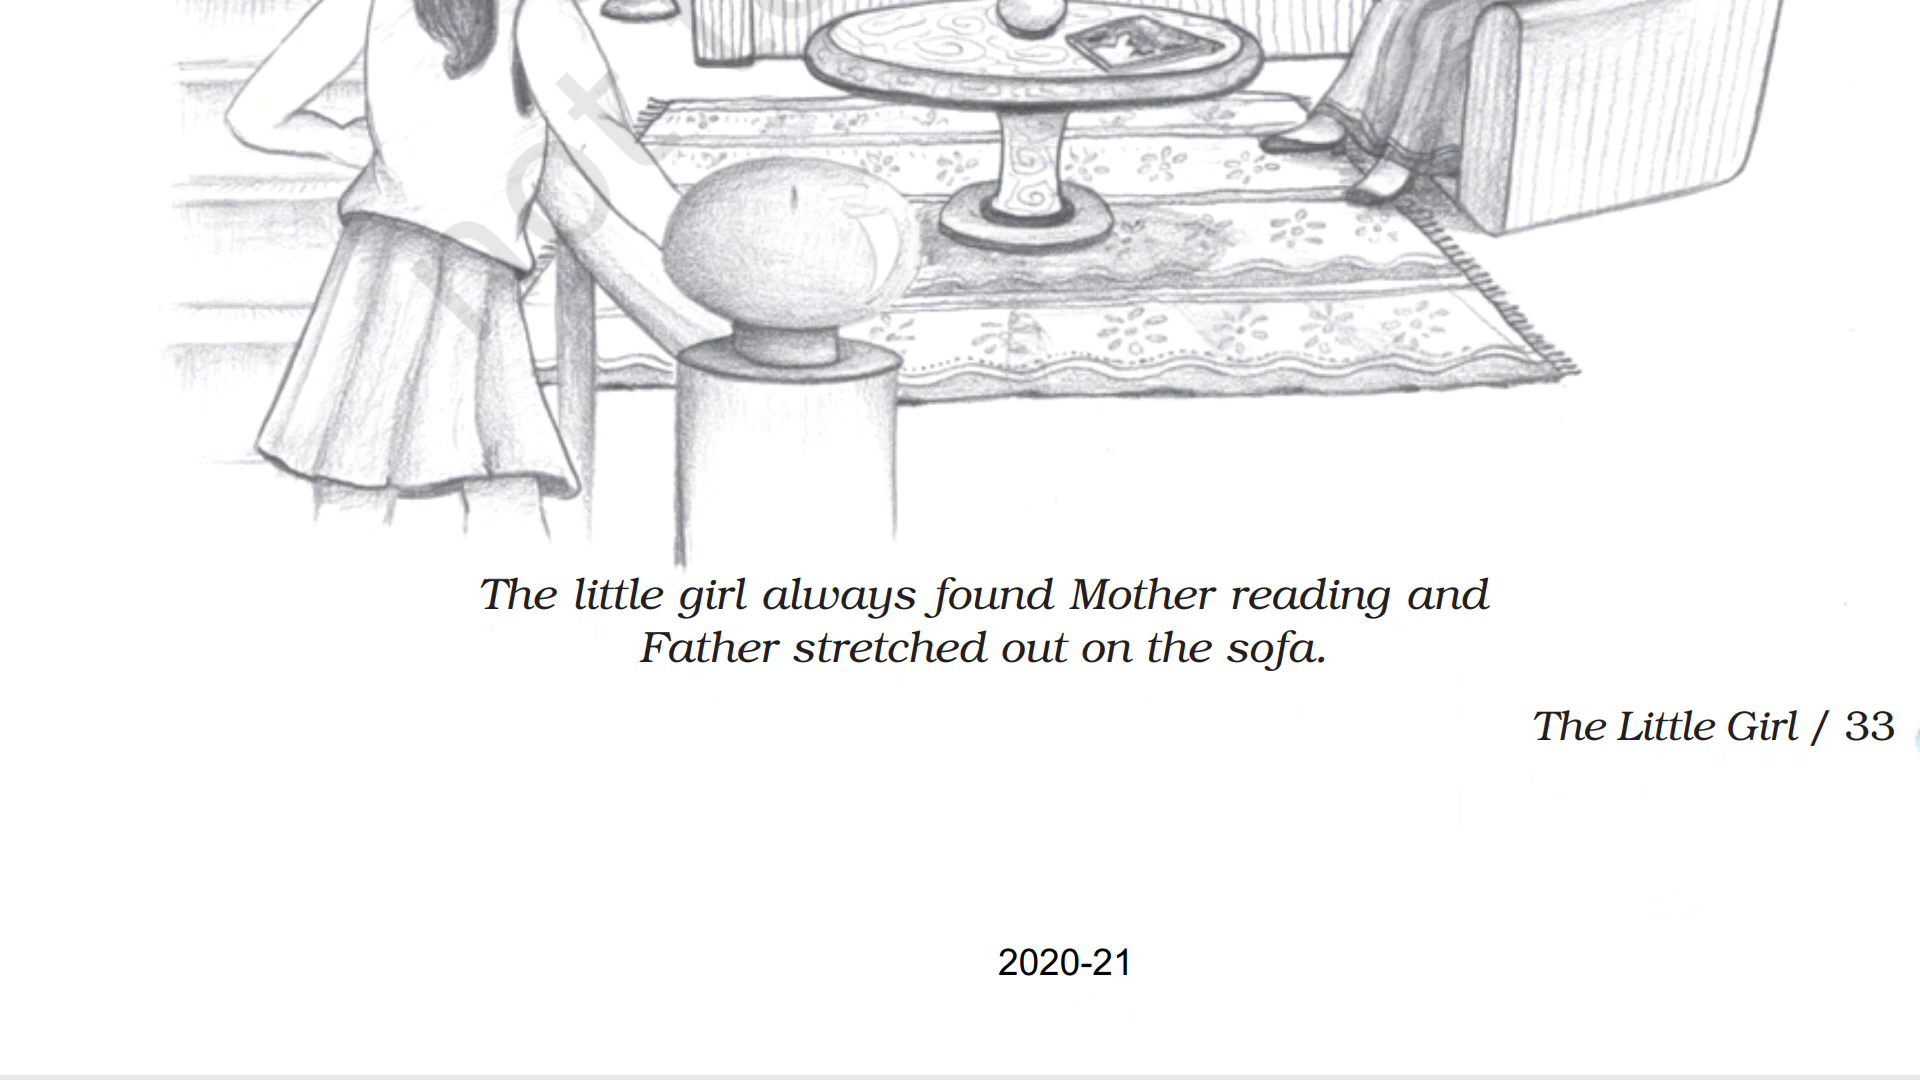 not
The little girl always found Mother reading and
Father stretched out on the sofa.
The Little Girl / 33
2020-21